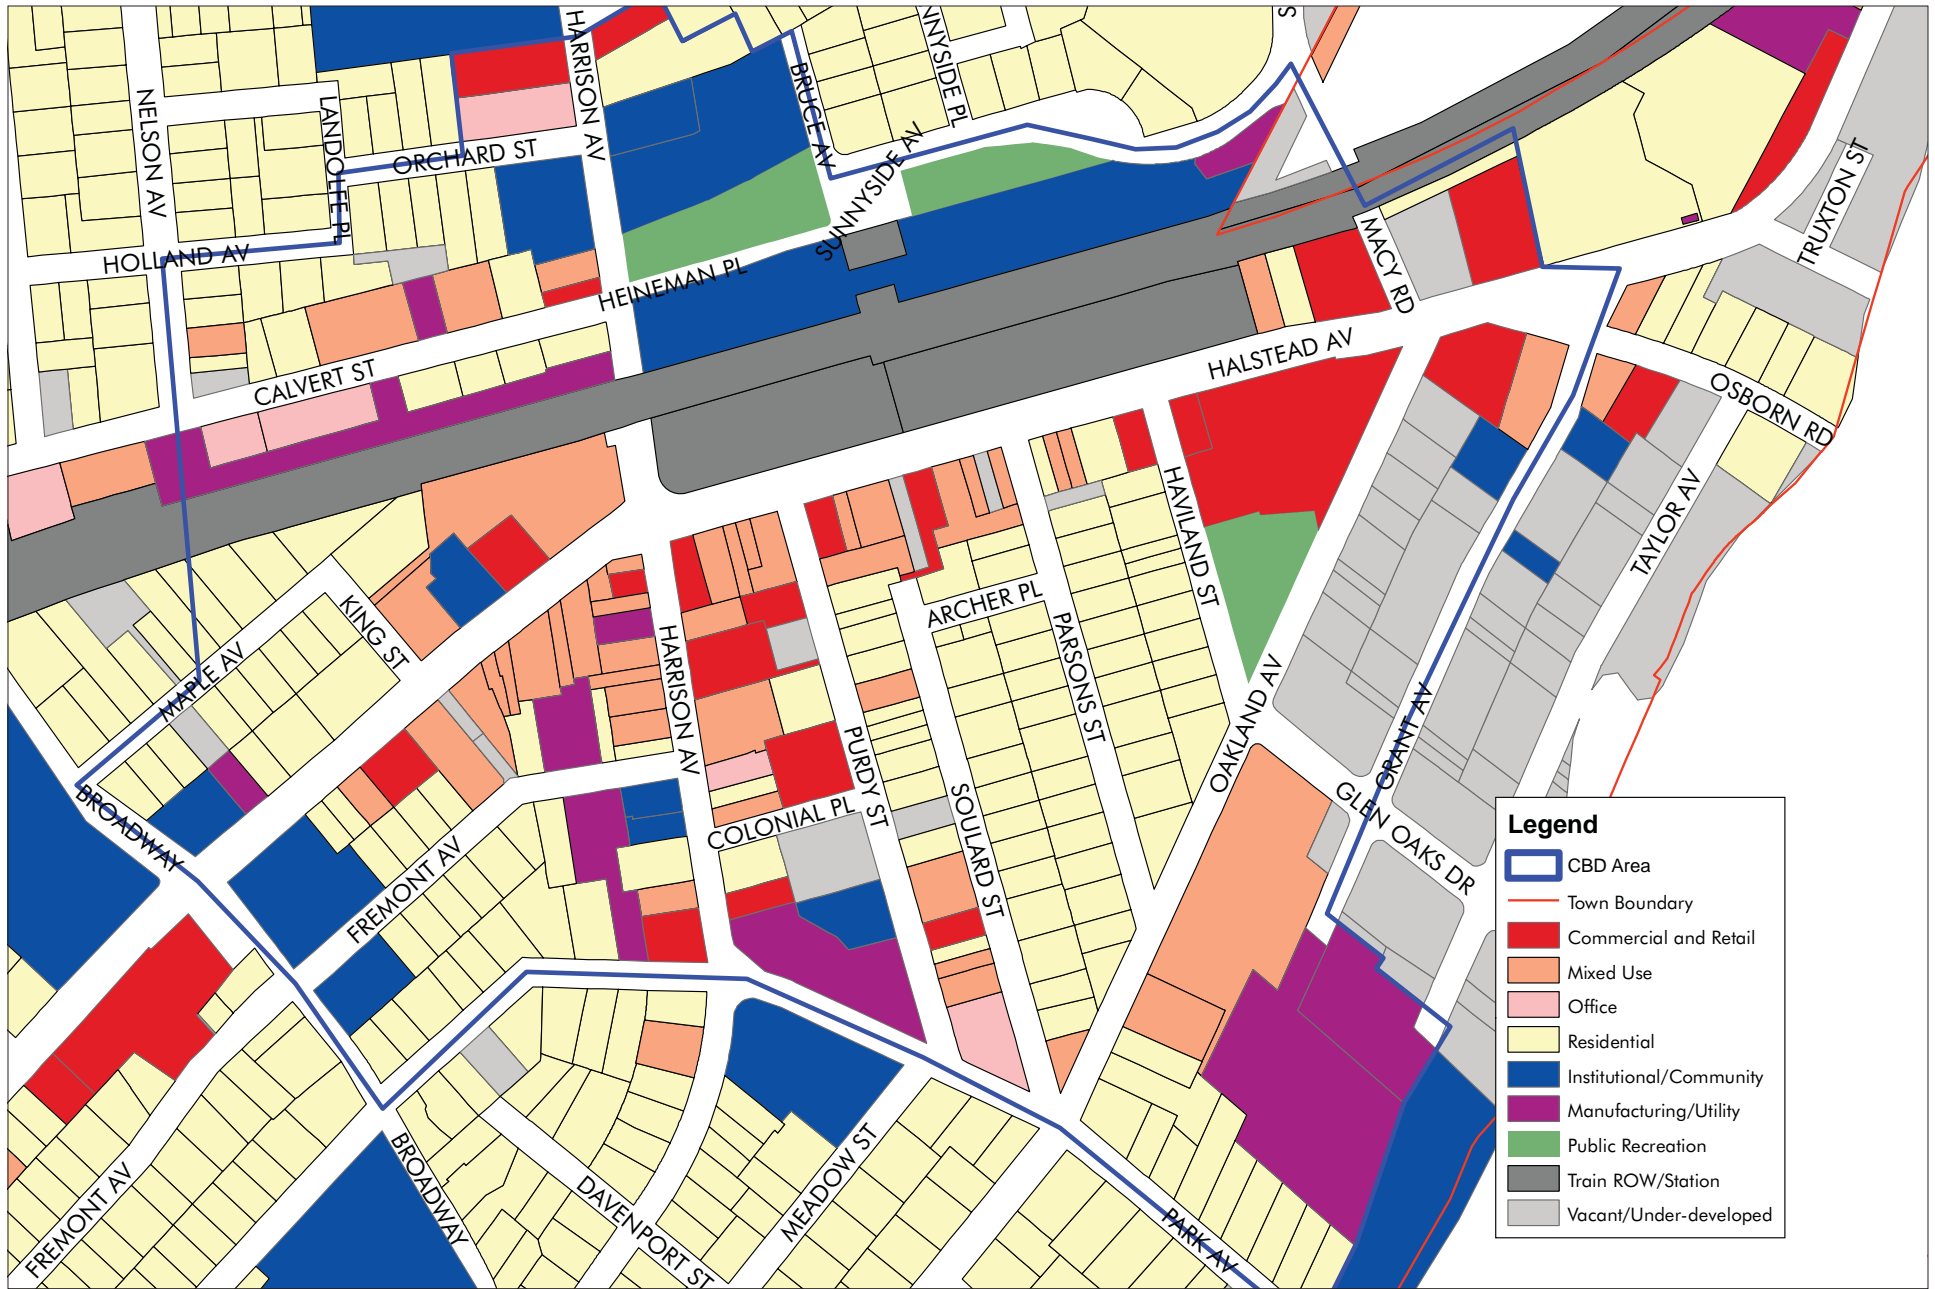 HARRISON AV
NNYSIDE PL
S
BRUCE AV
NELSON AV
LANDOLFE PL
ORCHARD ST
SUNNYSIDE AV
TRUXTON ST
HOLLAND AV
MACY RD
HEINEMAN PL
HALSTEAD AV
CALVERT ST
OSBORN RD
HAVILAND ST
TAYLOR AV
ARCHER PL
KING ST
PARSONS ST
HARRISON AV
MAPLE AV
OAKLAND AV
GRANT AV
PURDY ST
GLEN OAKS DR
BROADWAY
COLONIAL PL
SOULARD ST
FREMONT AV
Legend
CBD Area
Town Boundary
Commercial and Retail
Mixed Use
Office
Residential
Institutional/Community
Manufacturing/Utility
Public Recreation
Train ROW/Station
Vacant/Under-developed
BROADWAY
MEADOW ST
FREMONT AV
DAVENPORT ST
PARK AV